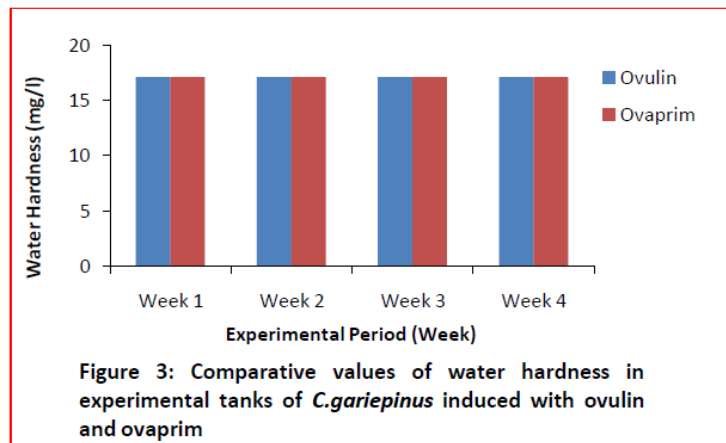 20
15
10
5
0
Water Hardness (mg/l)
Ovulin
Ovaprim
Week 1 Week 2 Week 3 Week 4
Experimental Period (Week)
Figure 3: Comparative values of water hardness in
experimental tanks of C.gariepinus induced with ovulin
and ovaprim